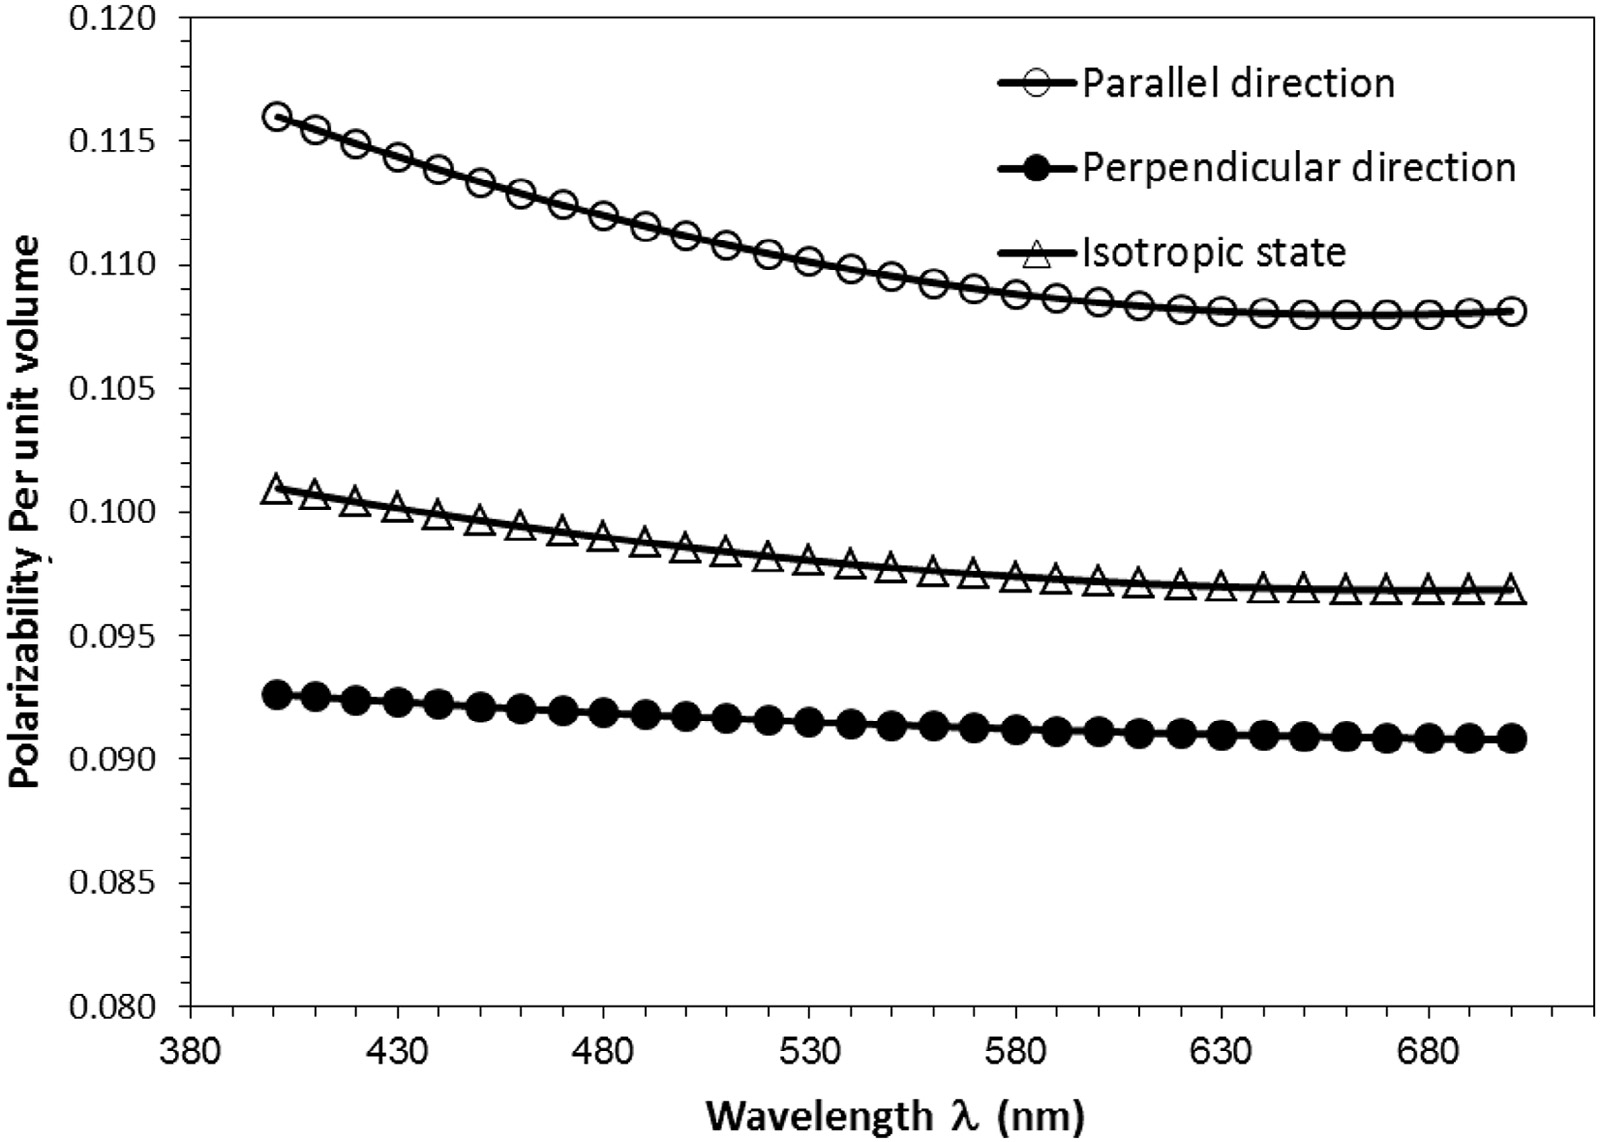 0.120
0.115
0.110
0.105
0.100
0.095
0.090
0.085
0.080
Polarizability Per unit volume
Parallel direction
Perpendicular direction
Isotropic state
380 430 480 530 580 630 680
Wavelength λ (nm)